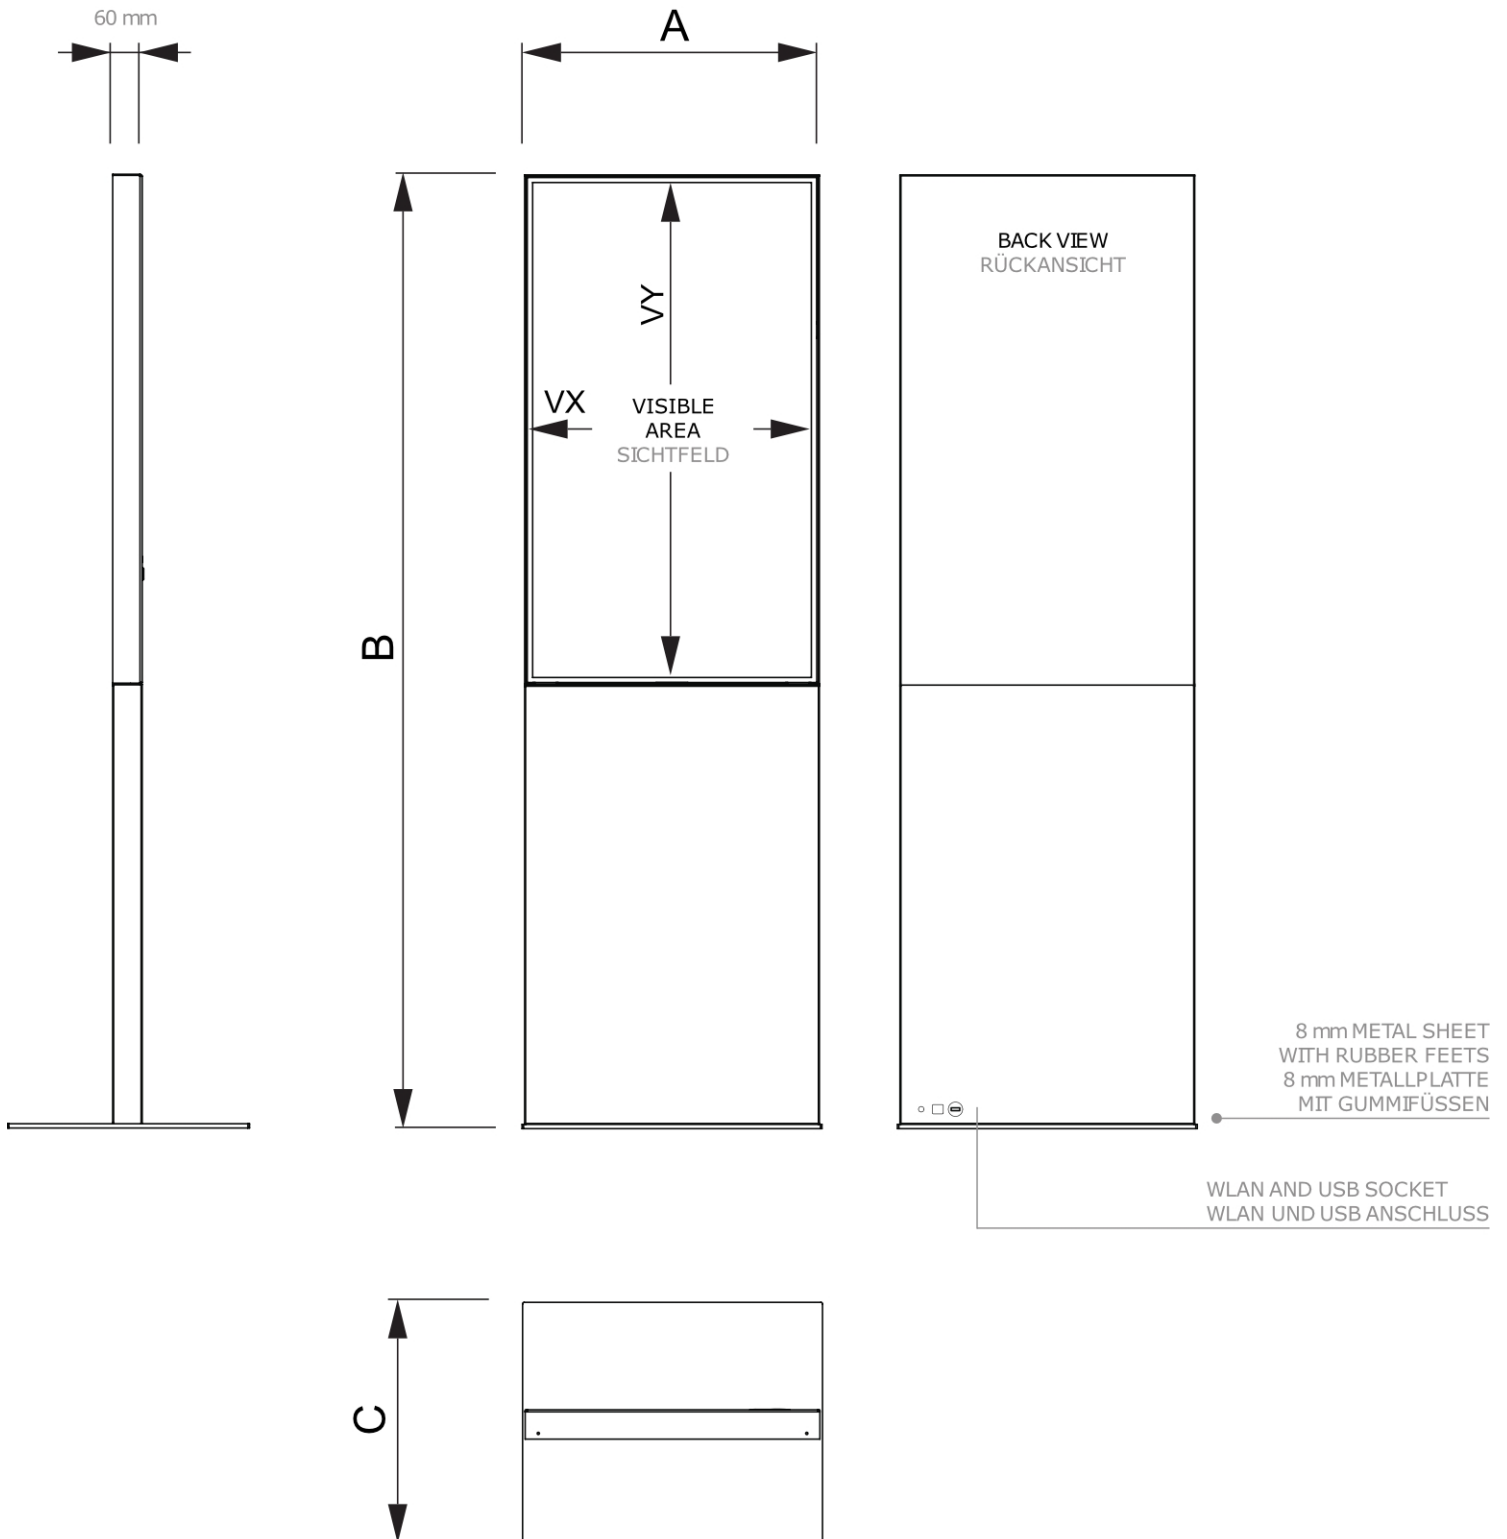 60 mm
A
BACK VIEW
RÜCKANSICHT
VY
VX
VISIBLE
AREA
SICHTFELD
B
8 mm METAL SHEET
WITH RUBBER FEETS
8 mm METALLPLATTE
MIT GUMMIFÜSSEN
WLAN AND USB SOCKET
WLAN UND USB ANSCHLUSS
C